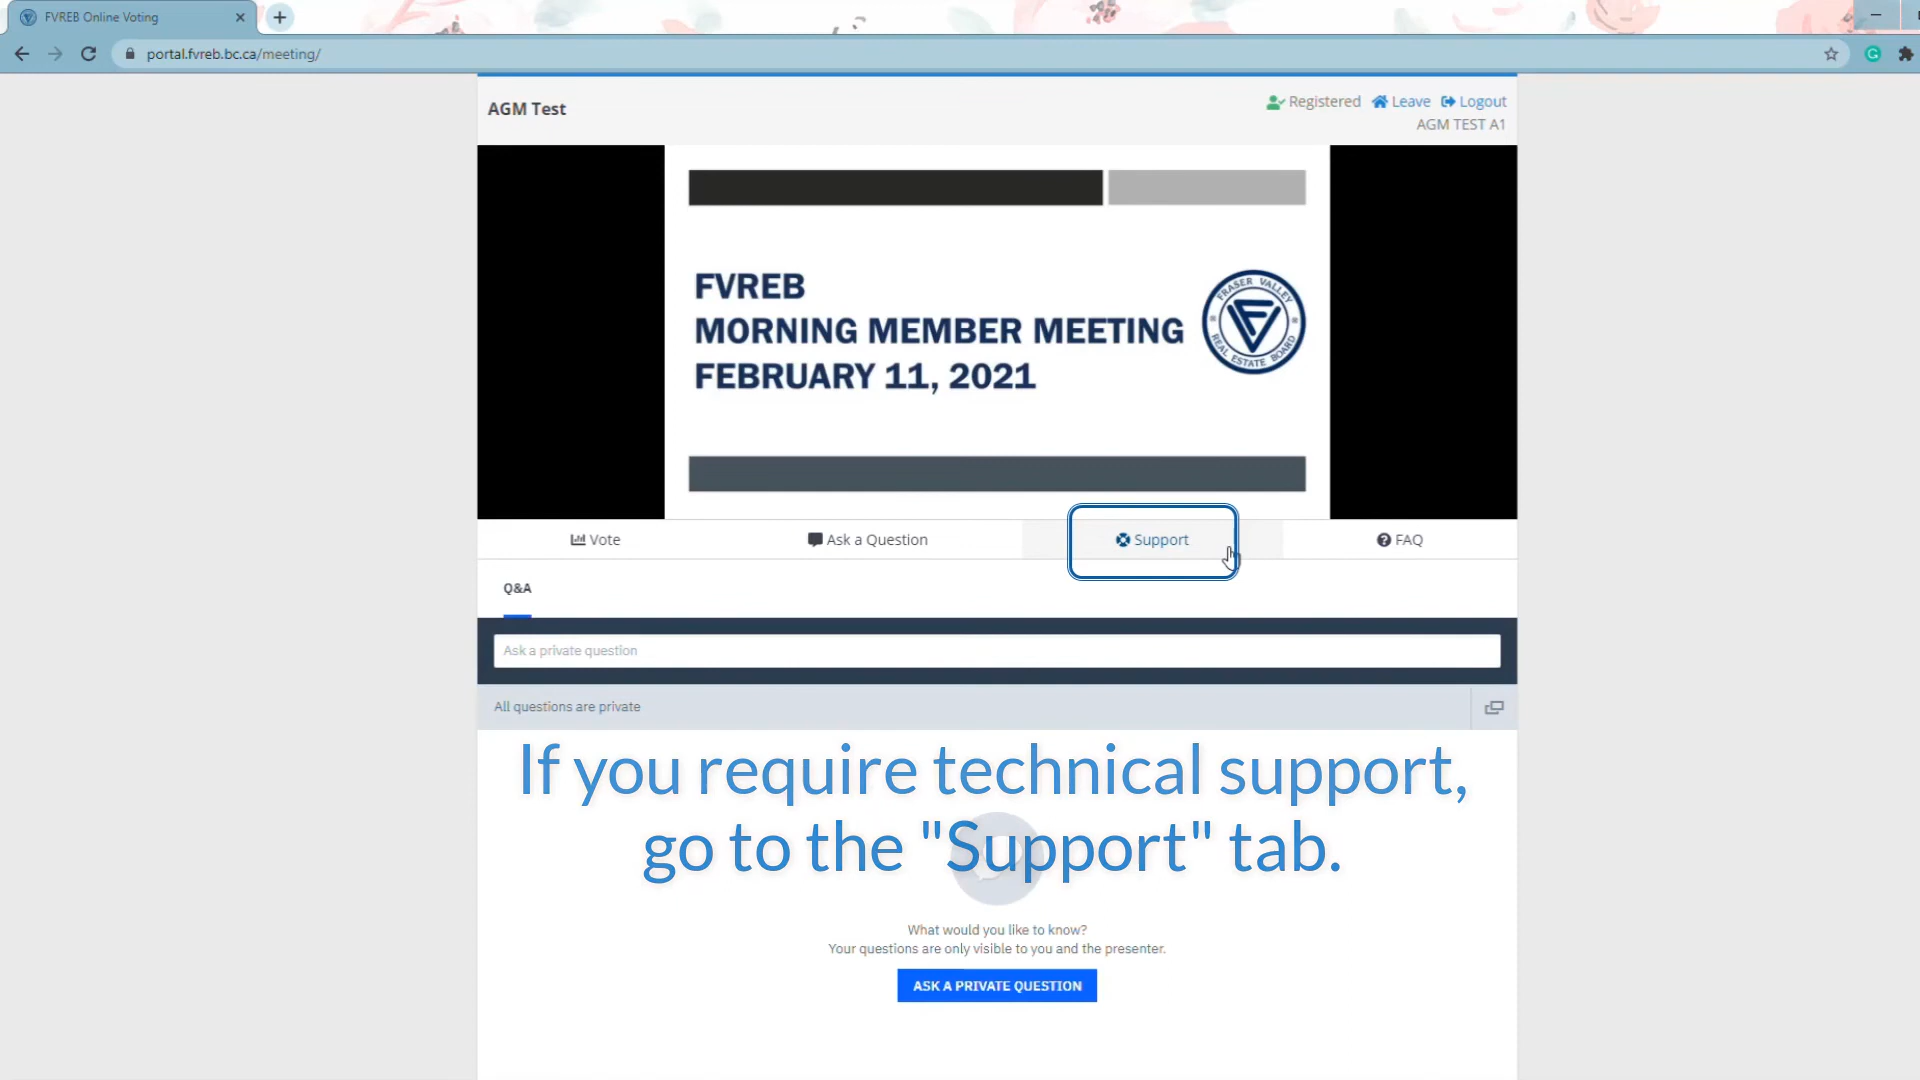 FVREB Online Voting
portal.fvreb.bc.ca/meeting/
AGM Test
Registered Leave Logout
AGM TEST A1
FVREB
MORNING MEMBER MEETING
FEBRUARY 11, 2021
FRASER VALLEY
REAL ESTATE BOARD
Vote Ask a Question Support FAQ
Q&A
Ask a private question
All questions are private
If you require technical support,
go to the "Support" tab.
What would you like to know?
Your questions are only visible to you and the presenter.
ASK A PRIVATE QUESTION